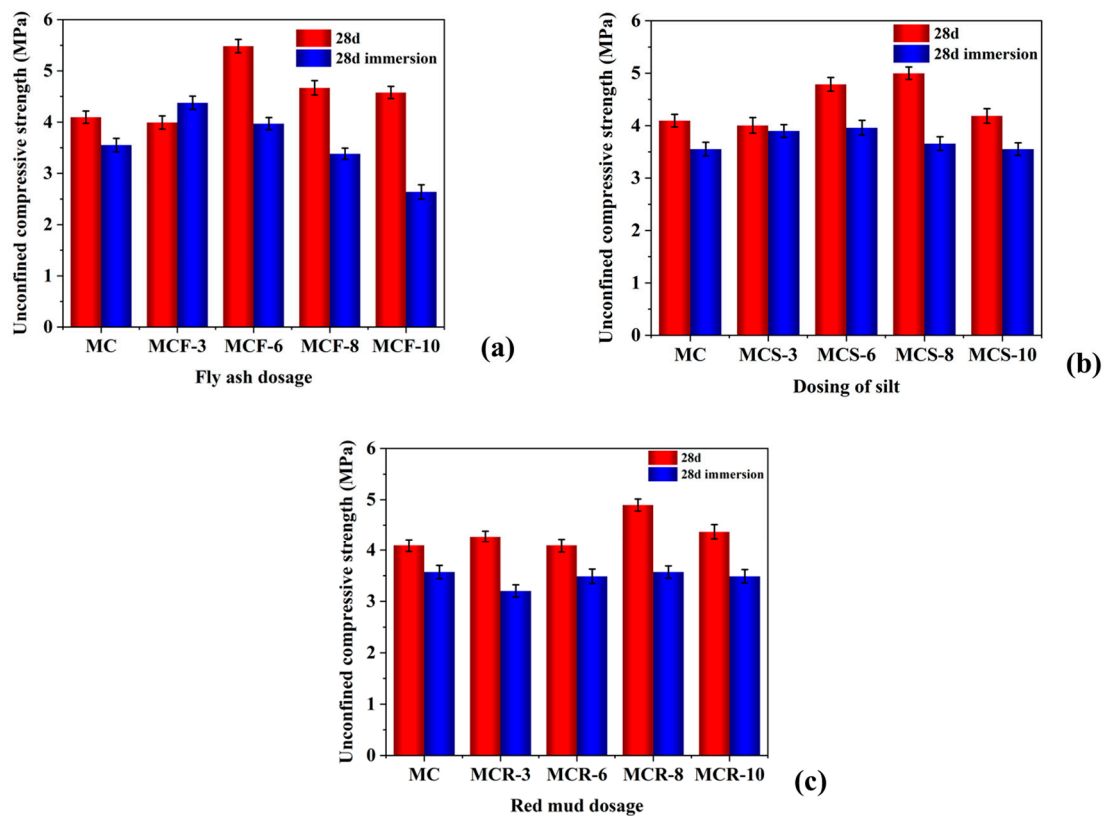 Unconfined compressive strength (MPa)
6
5
4
3
2
1
0
28d
28d immersion
MC MCF-3 MCF-6 MCF-8 MCF-10
Fly ash dosage
(a)
Unconfined compressive strength (MPa)
6
5
4
3
2
1
0
28d
28d immersion
MC MCS-3 MCS-6 MCS-8 MCS-10
Dosing of silt
(b)
Unconfined compressive strength (MPa)
6
5
4
3
2
1
0
28d
28d immersion
MC MCR-3 MCR-6 MCR-8 MCR-10
Red mud dosage
(c)